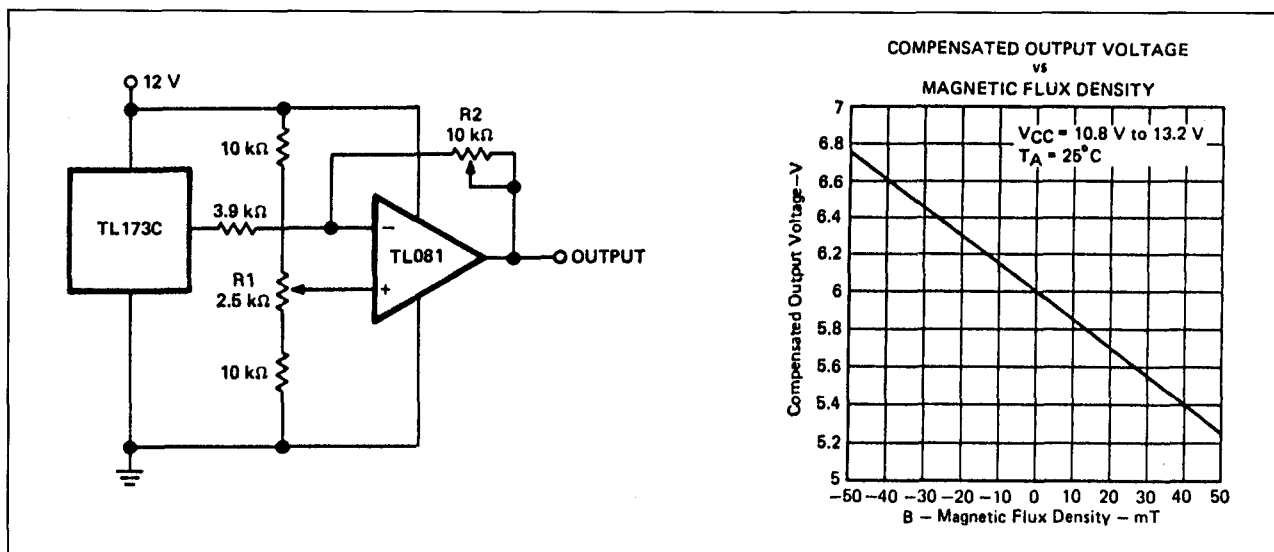 12 V
10 kΩ
R2
10 kΩ
TL173C
3.9 kΩ
−
TL081
+
OUTPUT
R1
2.5 kΩ
10 kΩ
COMPENSATED OUTPUT VOLTAGE
vs
MAGNETIC FLUX DENSITY
VCC = 10.8 V to 13.2 V
TA = 25°C
Compensated Output Voltage–V
7
6.8
6.6
6.4
6.2
6
5.8
5.6
5.4
5.2
5
−50 −40 −30 −20 −10 0 10 20 30 40 50
B – Magnetic Flux Density – mT